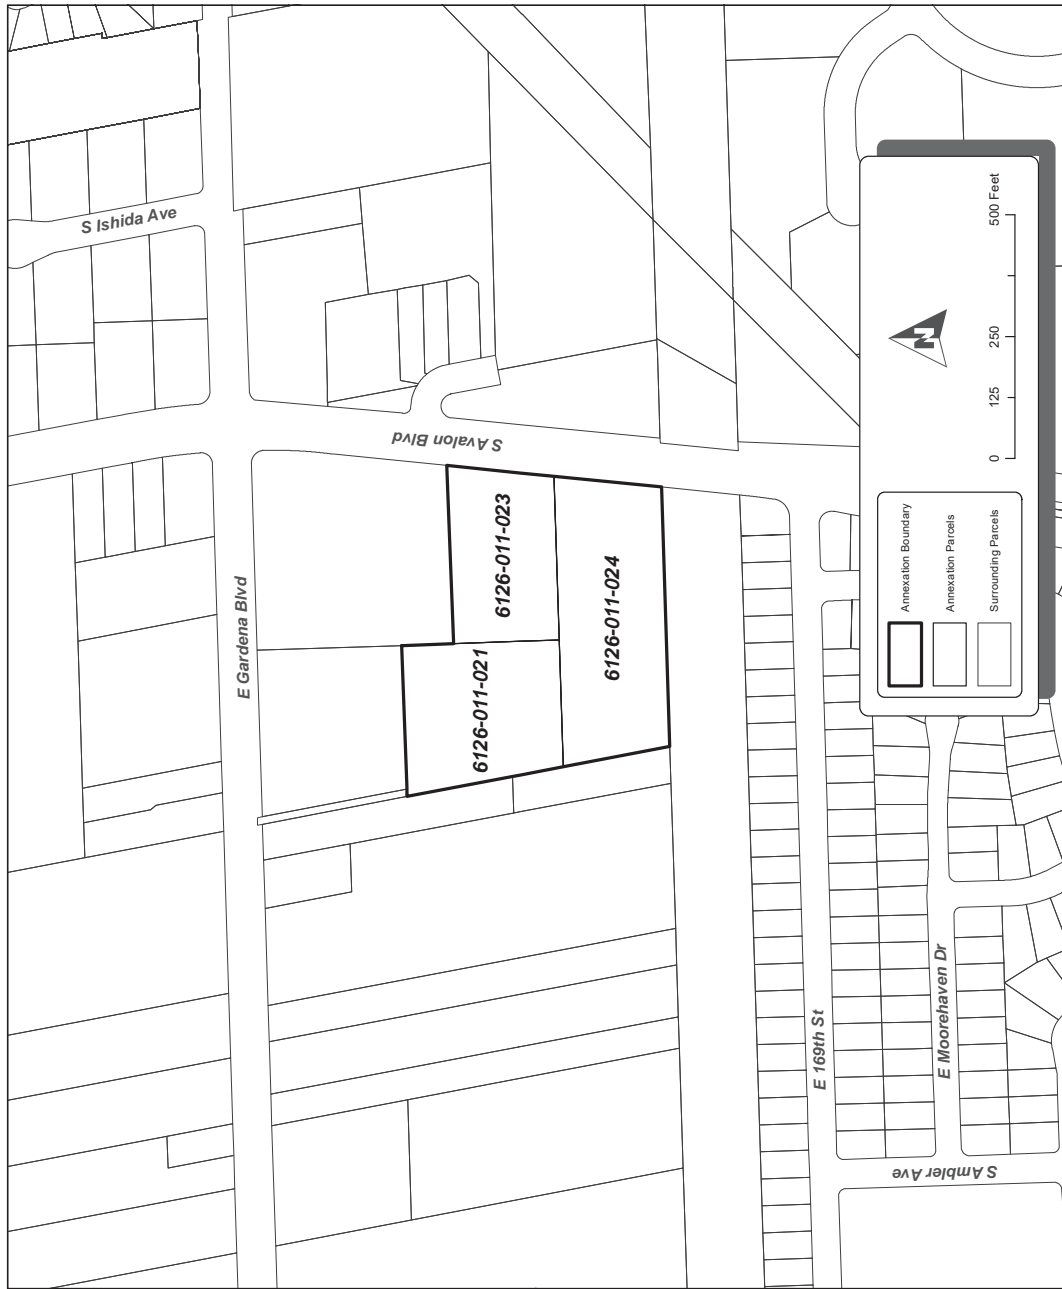 S Ishida Ave
S Avalon Blvd
E Gardena Blvd
6126-011-023
6126-011-021
6126-011-024
E 169th St
E Moorehaven Dr
S Ambler Ave
N
0 125 250 500 Feet
Annexation Boundary
Annexation Parcels
Surrounding Parcels